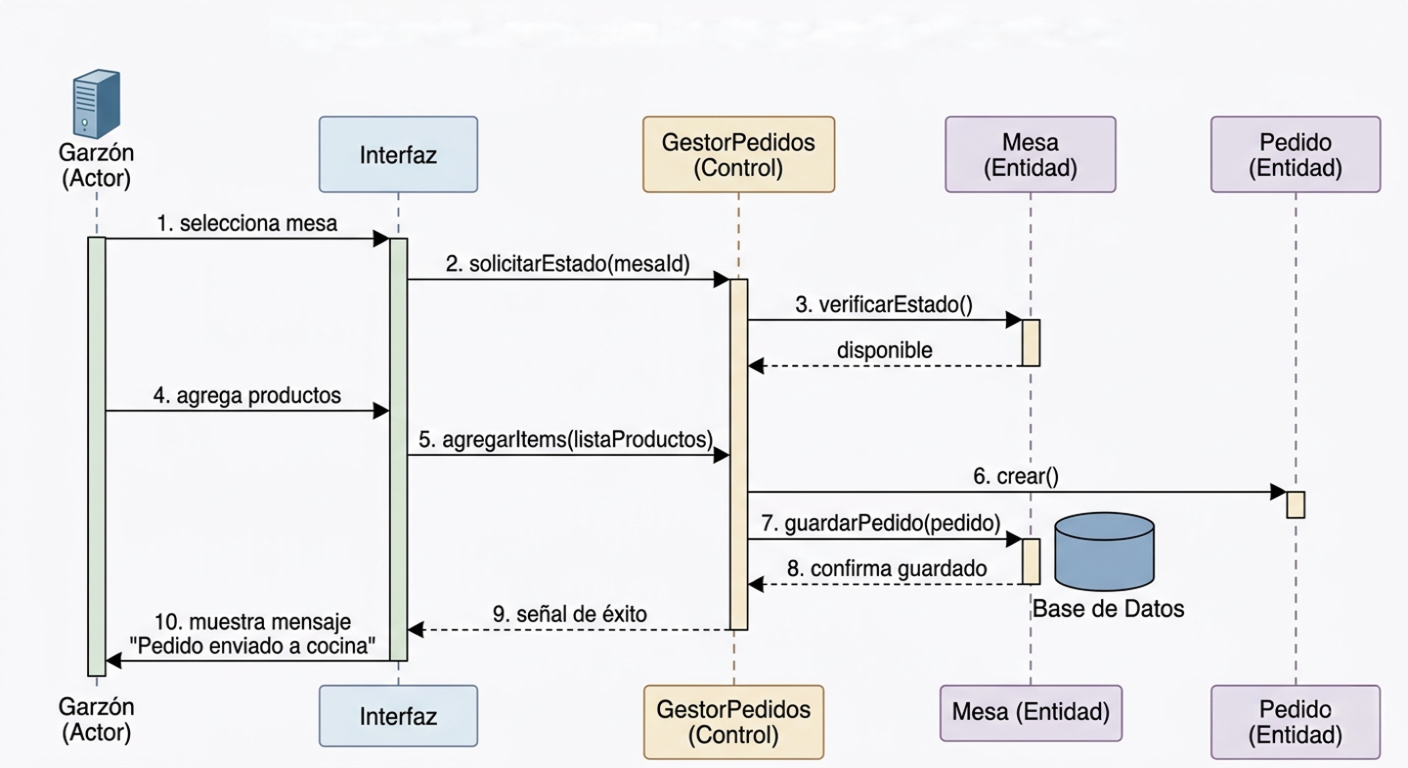 Garzón
(Actor)
Interfaz
GestorPedidos
(Control)
Mesa
(Entidad)
Pedido
(Entidad)
1. selecciona mesa
2. solicitarEstado(mesaId)
3. verificarEstado()
disponible
4. agrega productos
5. agregarItems(listaProductos)
6. crear()
7. guardarPedido(pedido)
8. confirma guardado
Base de Datos
9. señal de éxito
10. muestra mensaje
"Pedido enviado a cocina"
Garzón
(Actor)
Interfaz
GestorPedidos
(Control)
Mesa (Entidad)
Pedido
(Entidad)